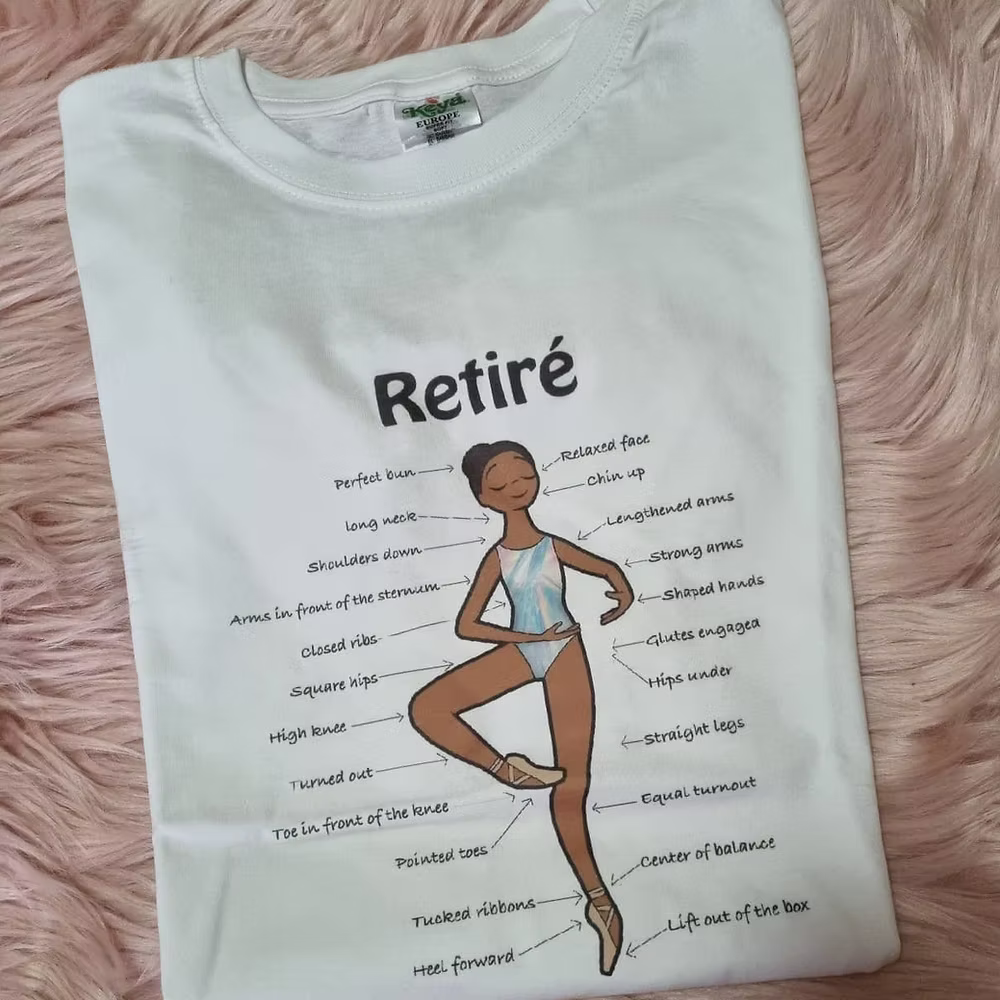 Keya
EUROPE
Retiré
Perfect bun
Relaxed face
Chin up
long neck
Lengthened arms
Shoulders down
Strong arms
Arms in front of the sternum
Shaped hands
closed ribs
Glutes engaged
Square hips
Hips under
High knee
Straight legs
Turned out
Equal turnout
Toe in front of the knee
Pointed toes
Center of balance
Tucked ribbons
Lift out of the box
Heel forward